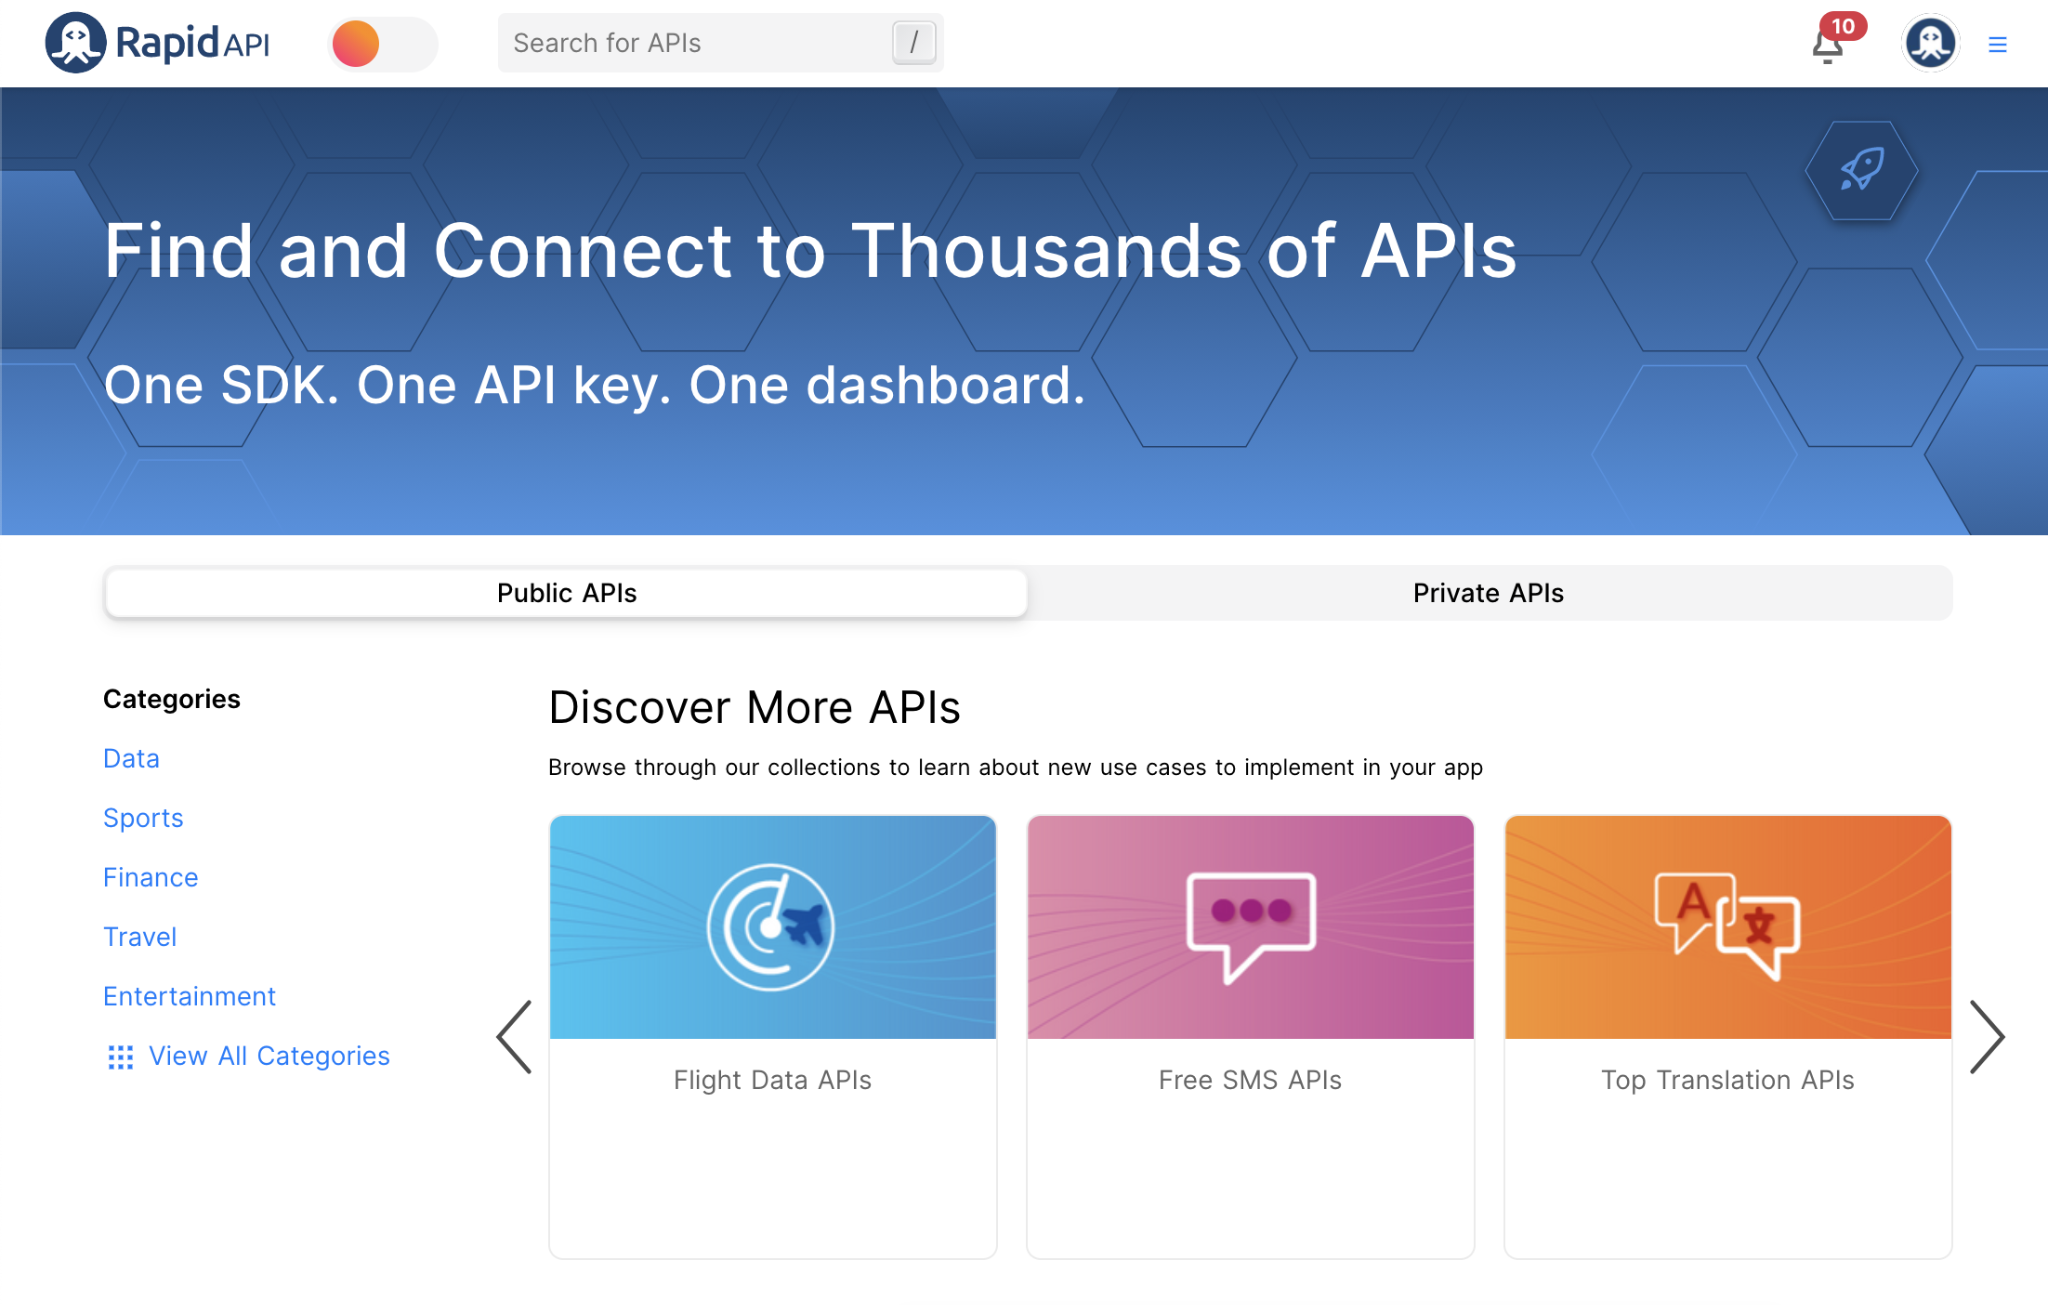 Rapid API
Search for APIs
/
10
Find and Connect to Thousands of APIs
One SDK. One API key. One dashboard.
Public APIs
Private APIs
Categories
Data
Sports
Finance
Travel
Entertainment
View All Categories
Discover More APIs
Browse through our collections to learn about new use cases to implement in your app
A
文
Flight Data APIs
Free SMS APIs
Top Translation APIs